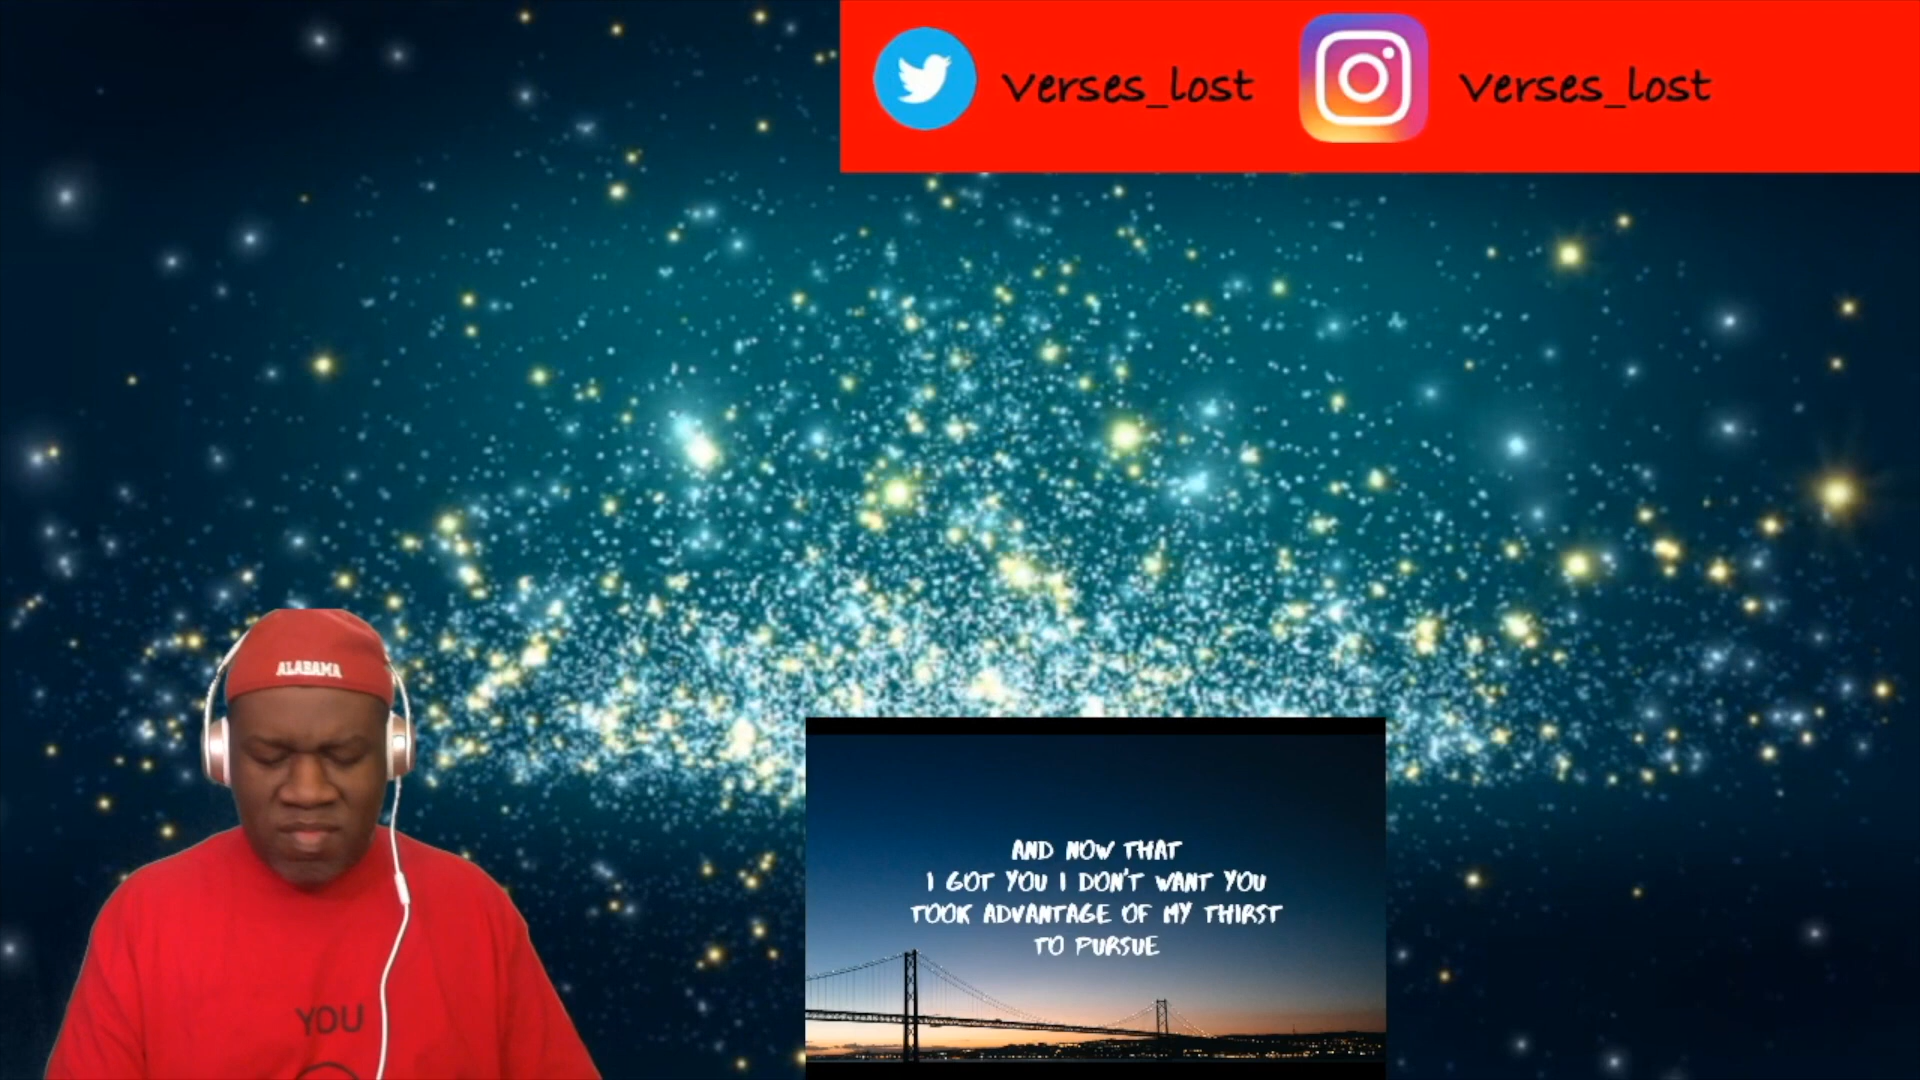 Verses_lost Verses_lost
ALABAMA
YOU
AND NOW THAT
I GOT YOU I DON'T WANT YOU
TOOK ADVANTAGE OF MY THIRST
TO PURSUE